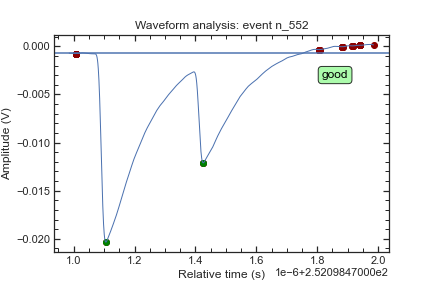 Waveform analysis: event n_552
Amplitude (V)
0.000
−0.005
−0.010
−0.015
−0.020
good
1.0
1.2
1.4
1.6
1.8
2.0
Relative time (s)
1e−6+2.5209847000e2